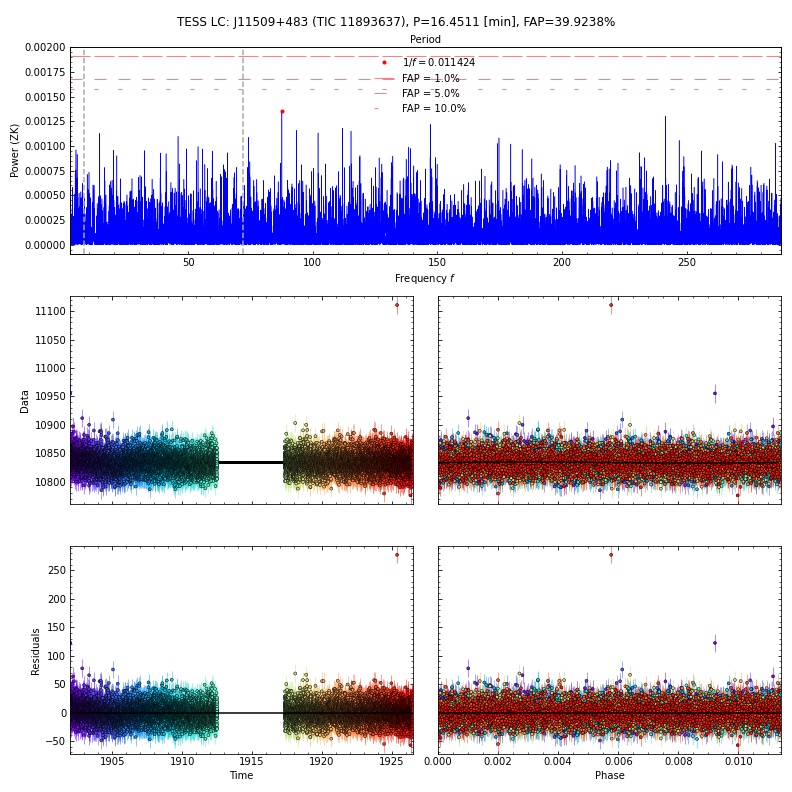 TESS LC: J11509+483 (TIC 11893637), P=16.4511 [min], FAP=39.9238%
Period
0.00200
0.00175
0.00150
0.00125
0.00100
0.00075
0.00050
0.00025
0.00000
Power (ZK)
1/f = 0.011424
FAP = 1.0%
FAP = 5.0%
FAP = 10.0%
50 100 150 200 250
Frequency f
11100
11050
11000
10950
10900
10850
10800
Data
250
200
150
100
50
0
−50
Residuals
1905 1910 1915 1920 1925
Time
0.000 0.002 0.004 0.006 0.008 0.010
Phase